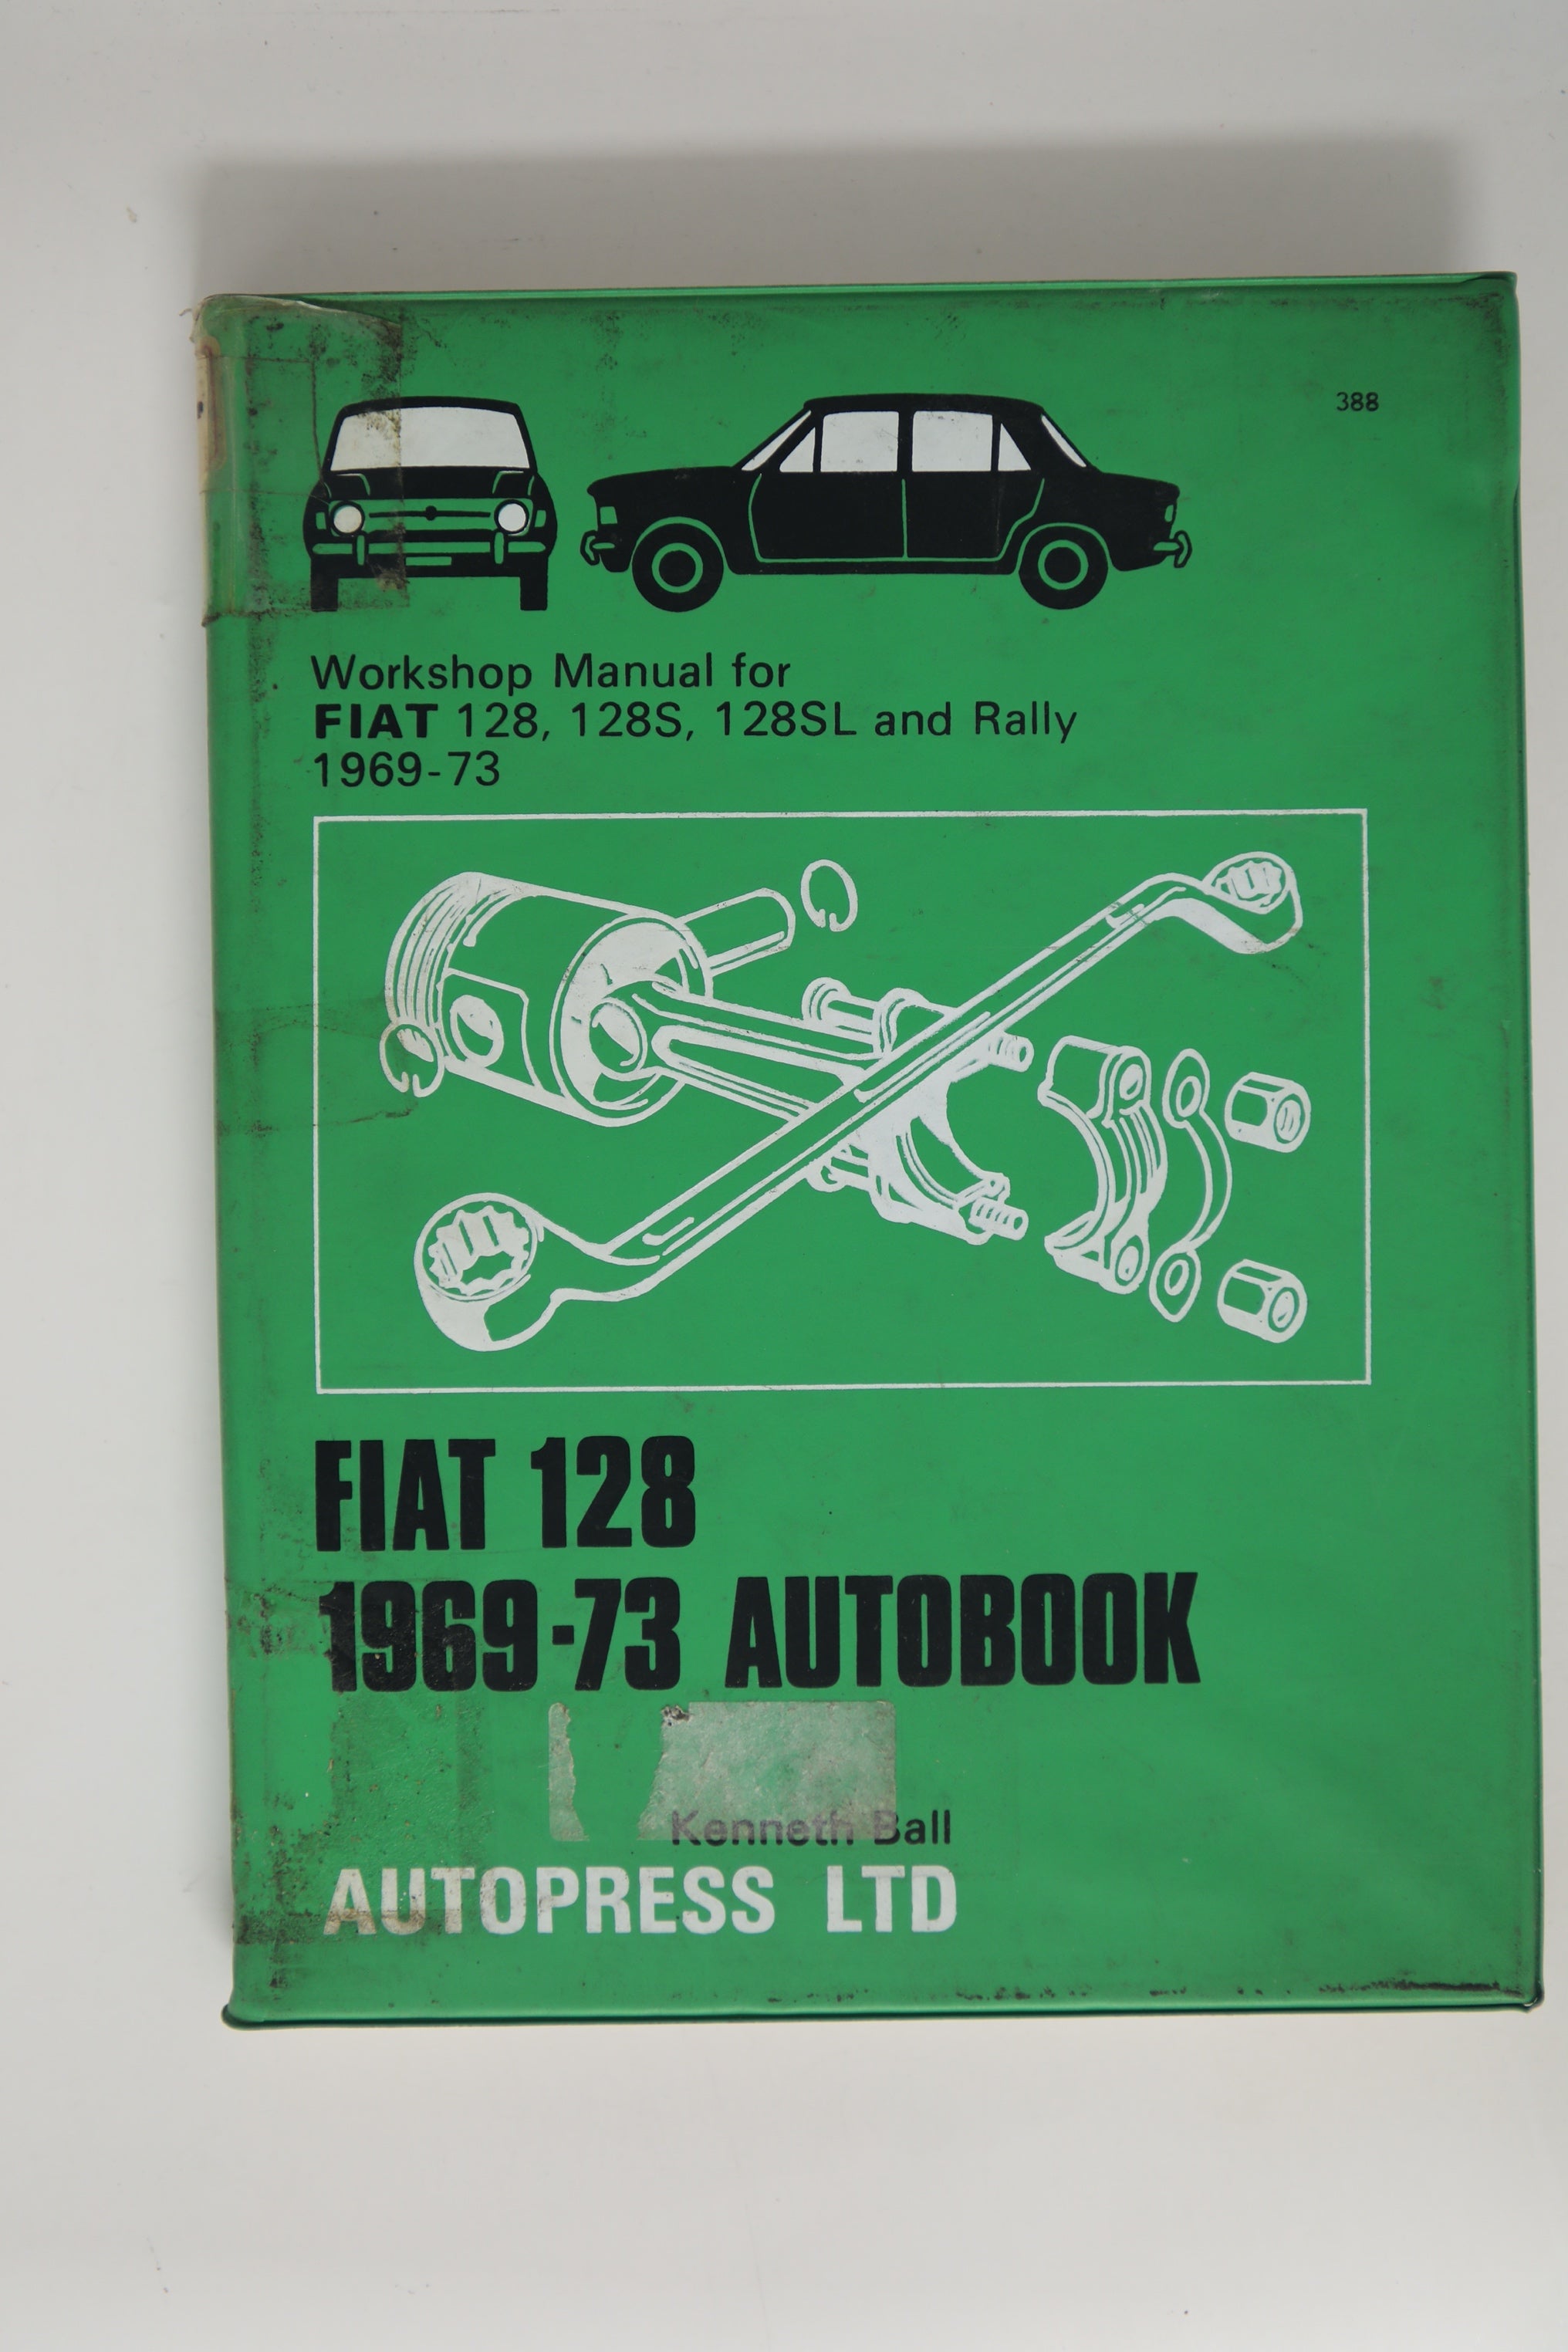 388
Workshop Manual for
FIAT 128, 128S, 128SL and Rally
1969-73
FIAT 128
1969-73 AUTOBOOK
Kenneth Ball
AUTOPRESS LTD